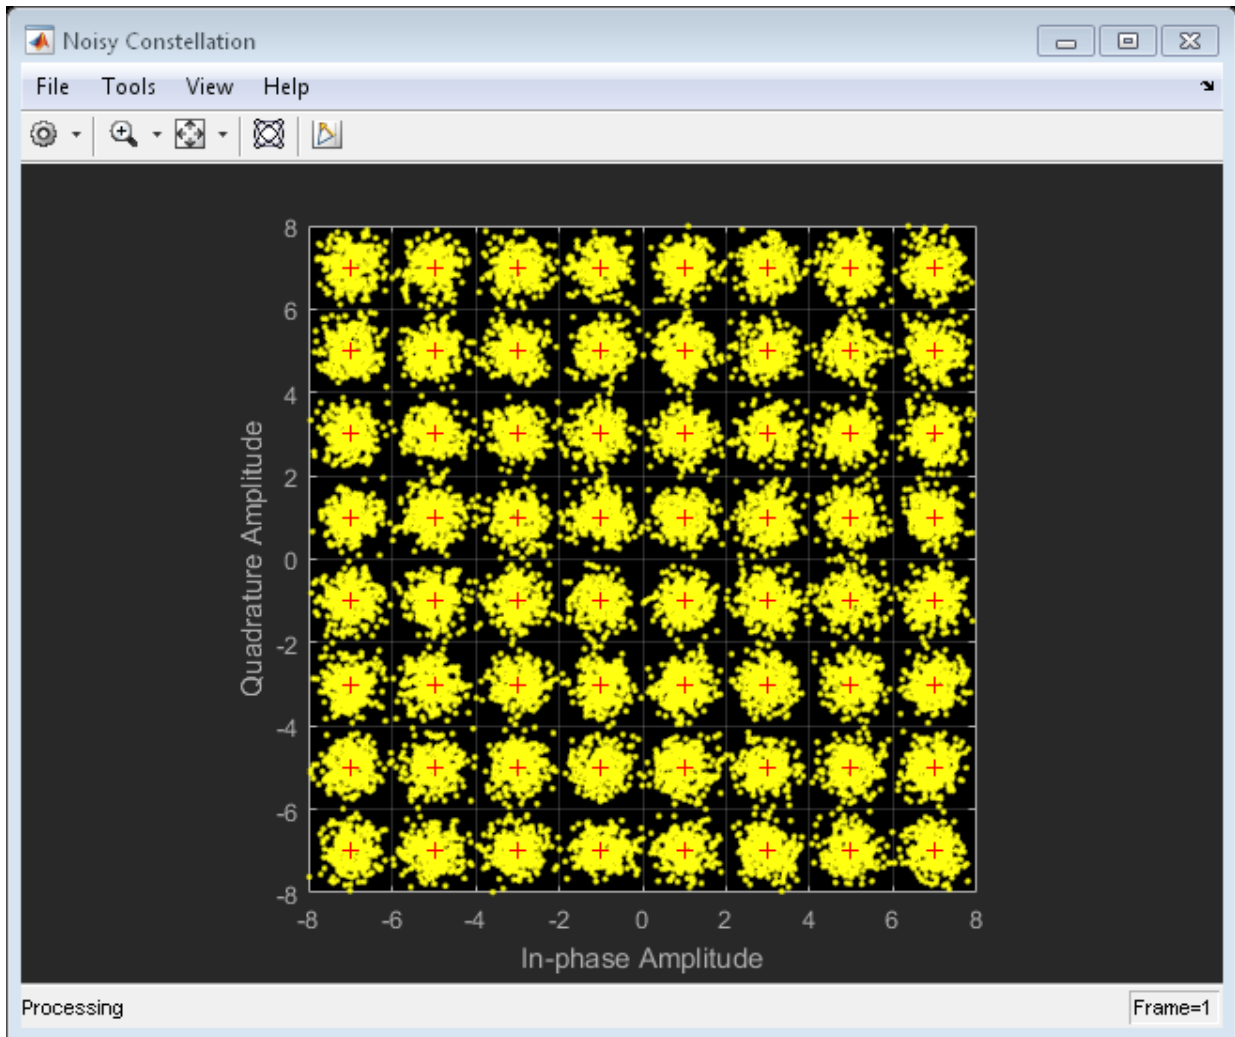 Noisy Constellation
File Tools View Help
8
6
4
2
0
-2
-4
-6
-8
Quadrature Amplitude
-8 -6 -4 -2 0 2 4 6 8
In-phase Amplitude
Processing Frame=1